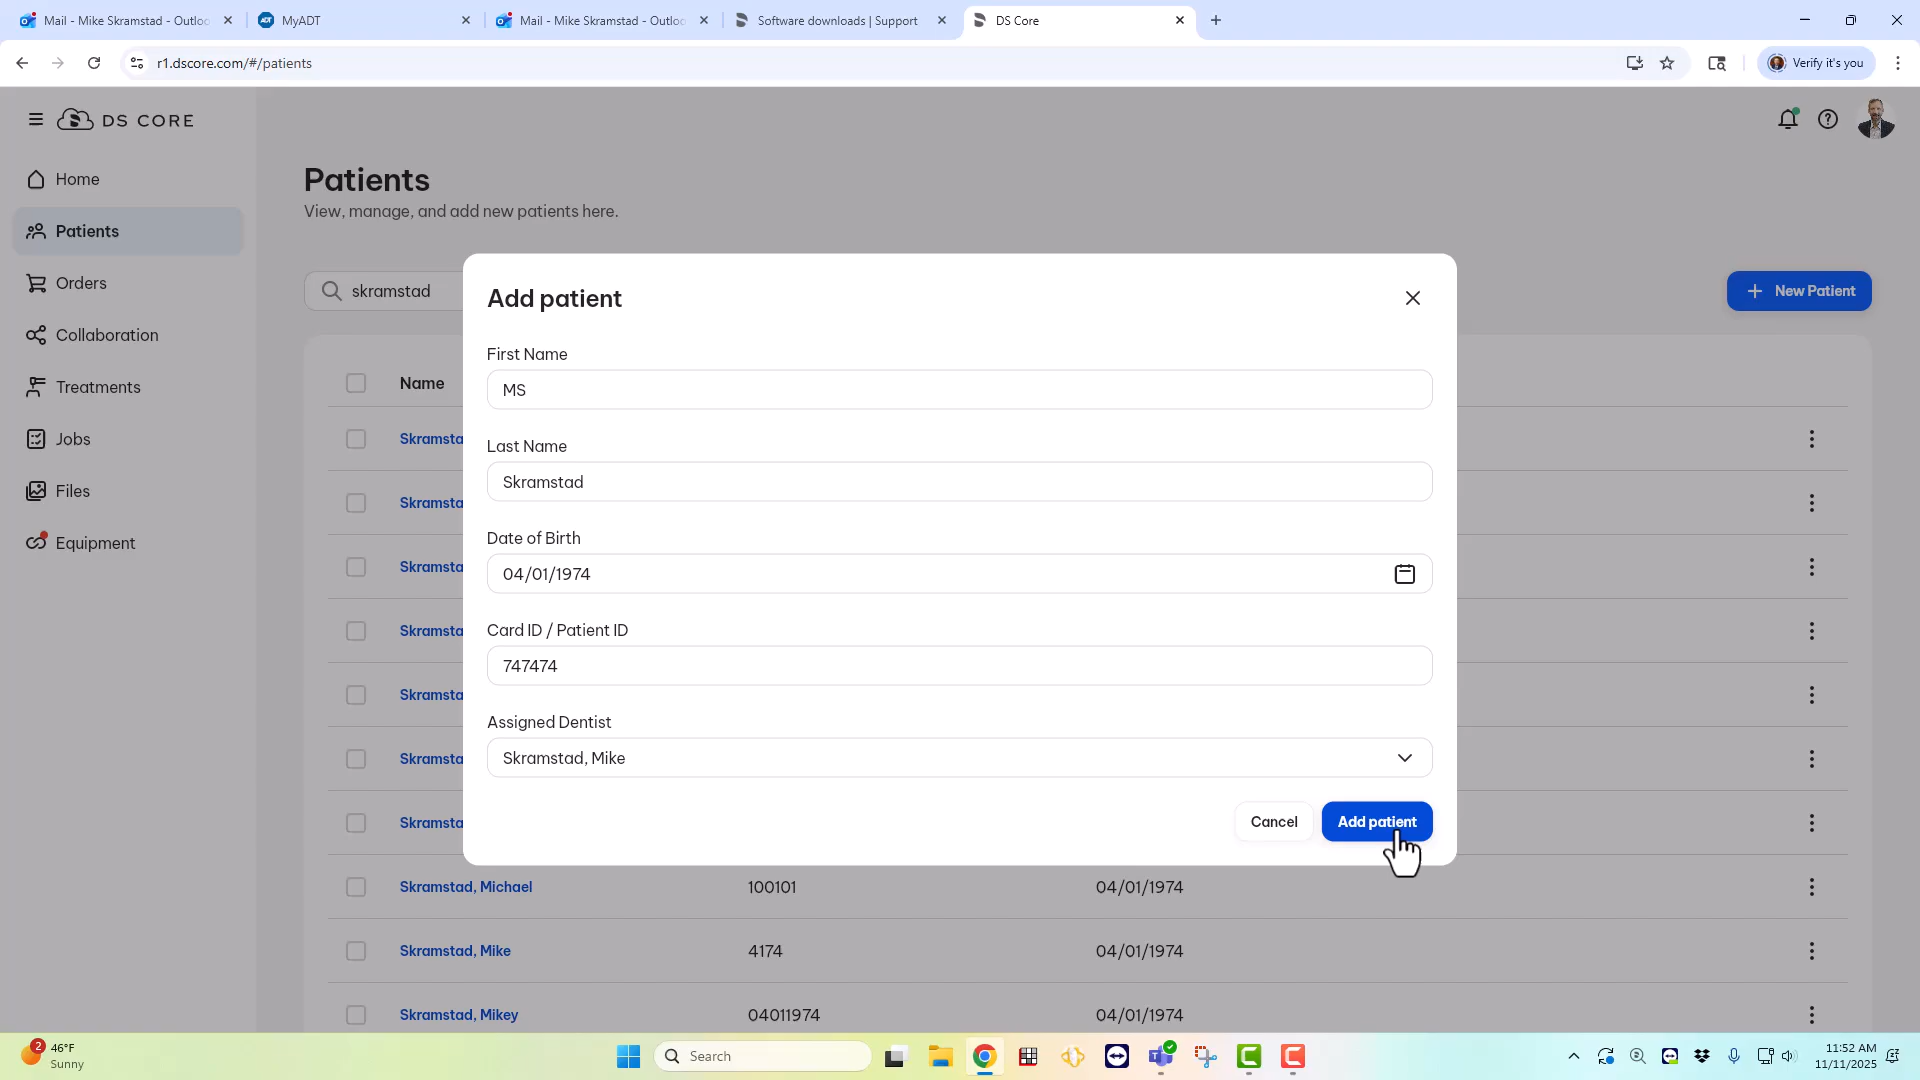 Mail - Mike Skramstad - Outloo
MyADT
Mail - Mike Skramstad - Outloo
Software downloads | Support
DS Core
r1.dscore.com/#/patients
Verify it's you
DS CORE
Home
Patients
Orders
Collaboration
Treatments
Jobs
Files
Equipment
Patients
View, manage, and add new patients here.
skramstad
New Patient
Name
Skramsta
Skramsta
Skramsta
Skramsta
Skramsta
Skramsta
Skramsta
Skramstad, Michael 100101 04/01/1974
Skramstad, Mike 4174 04/01/1974
Skramstad, Mikey 04011974 04/01/1974
Add patient
First Name
MS
Last Name
Skramstad
Date of Birth
04/01/1974
Card ID / Patient ID
747474
Assigned Dentist
Skramstad, Mike
Cancel
Add patient
2
46°F
Sunny
Search
11:52 AM
11/11/2025